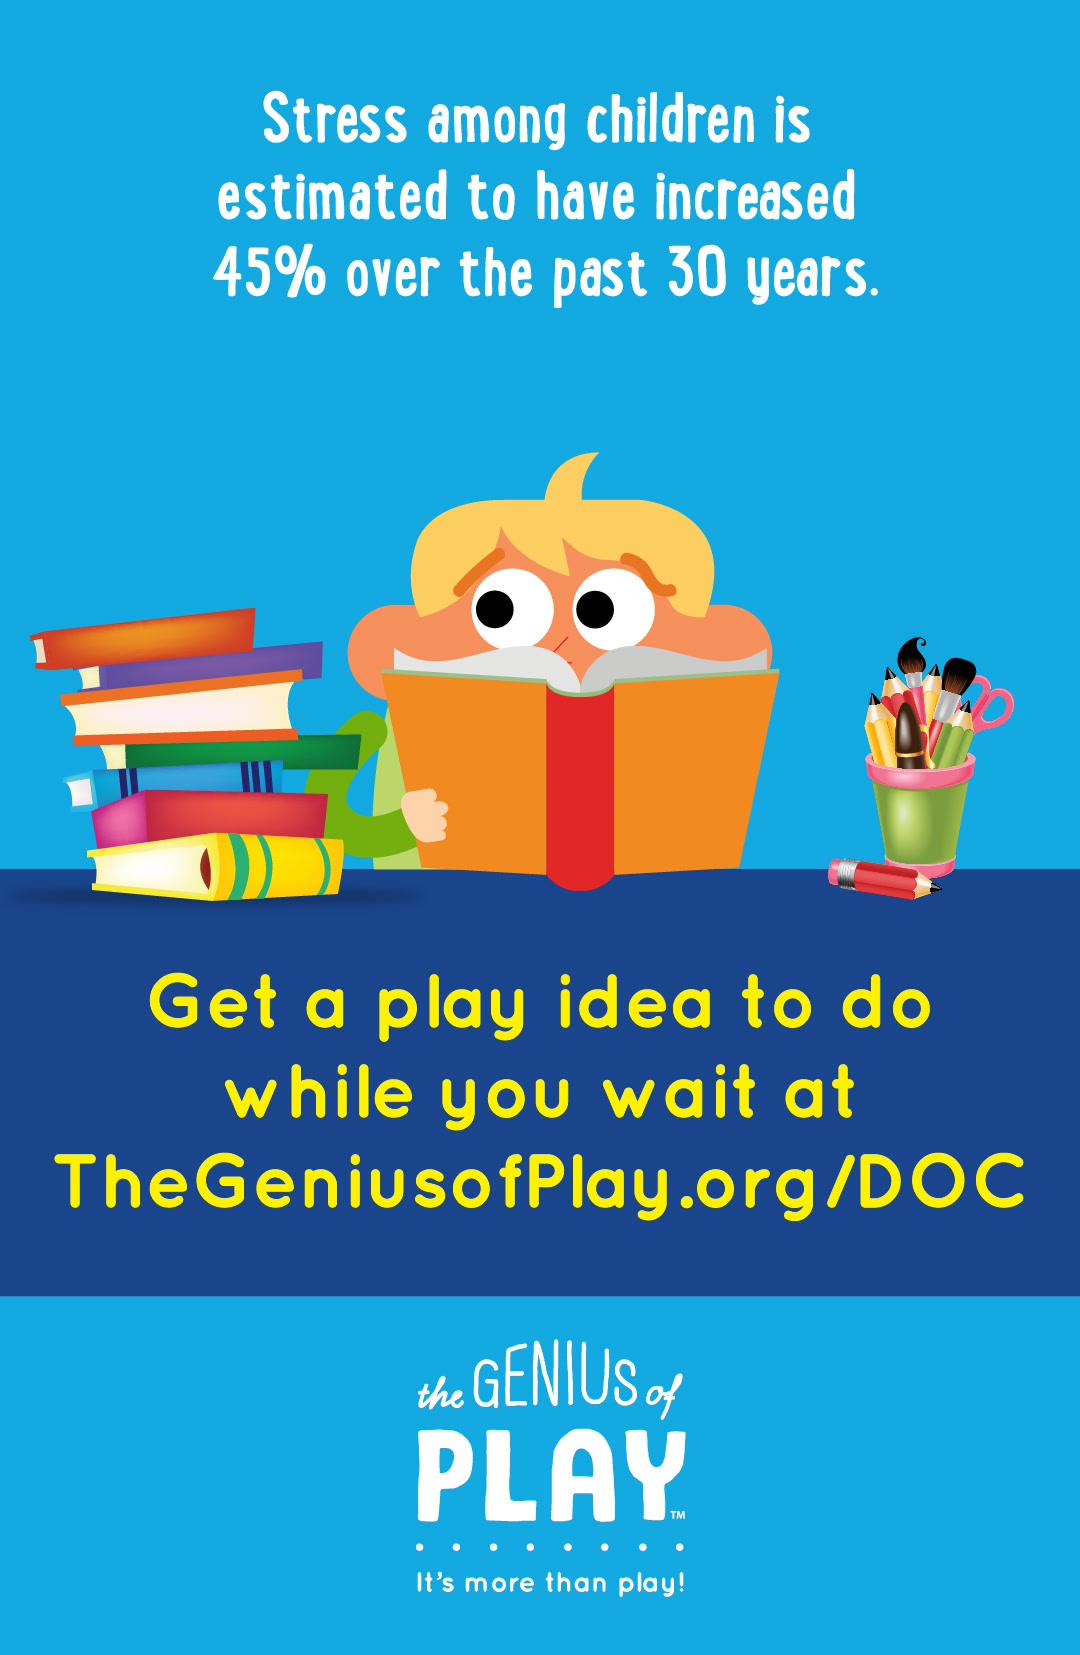 Stress among children is
estimated to have increased
45% over the past 30 years.
Get a play idea to do
while you wait at
TheGeniusofPlay.org/DOC
the GENIUS of
PLAY™
It's more than play!